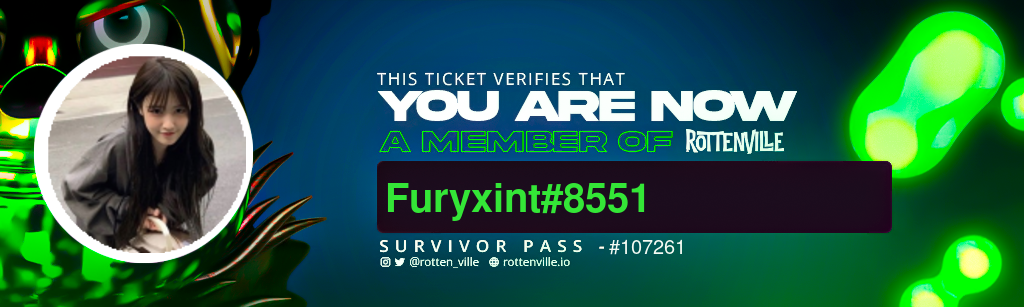 THIS TICKET VERIFIES THAT
YOU ARE NOW
A MEMBER OF ROTTENVILLE
Furyxint#8551
SURVIVOR PASS - #107261
@rotten_ville rottenville.io